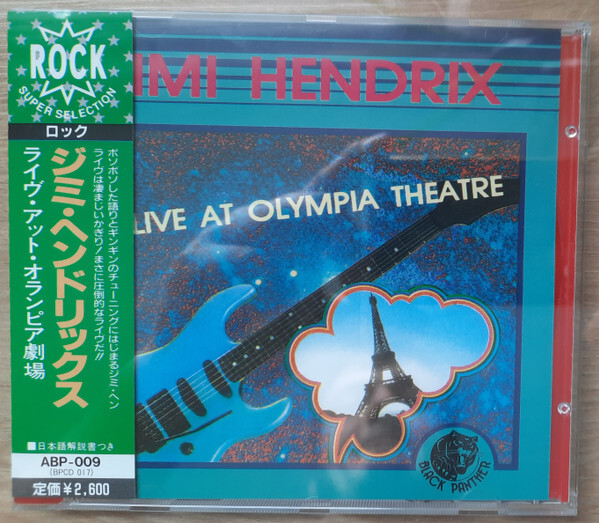 ROCK
SUPER SELECTION
ロック
ジミ・ヘンドリックス
ライヴ・アット・オランピア劇場
ボソボソした語りとギンギンのチューニングにはじまるジミ・ヘン
ライヴは凄まじいかぎり!まさに圧倒的なライヴだ!!
■日本語解説書つき
ABP-009
(BPCD 017)
定価¥2,600
IMI HENDRIX
LIVE AT OLYMPIA THEATRE
BLACK PANTHER